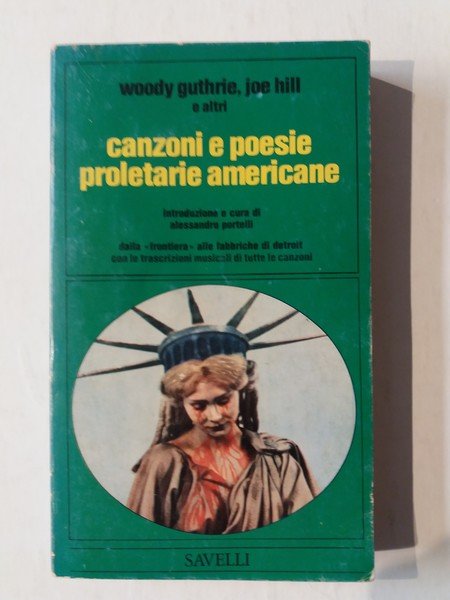 woody guthrie, joe hill
e altri
canzoni e poesie
proletarie americane
introduzione e cura di
alessandro portelli
dalla «frontiera» alle fabbriche di detroit
con le trascrizioni musicali di tutte le canzoni
SAVELLI